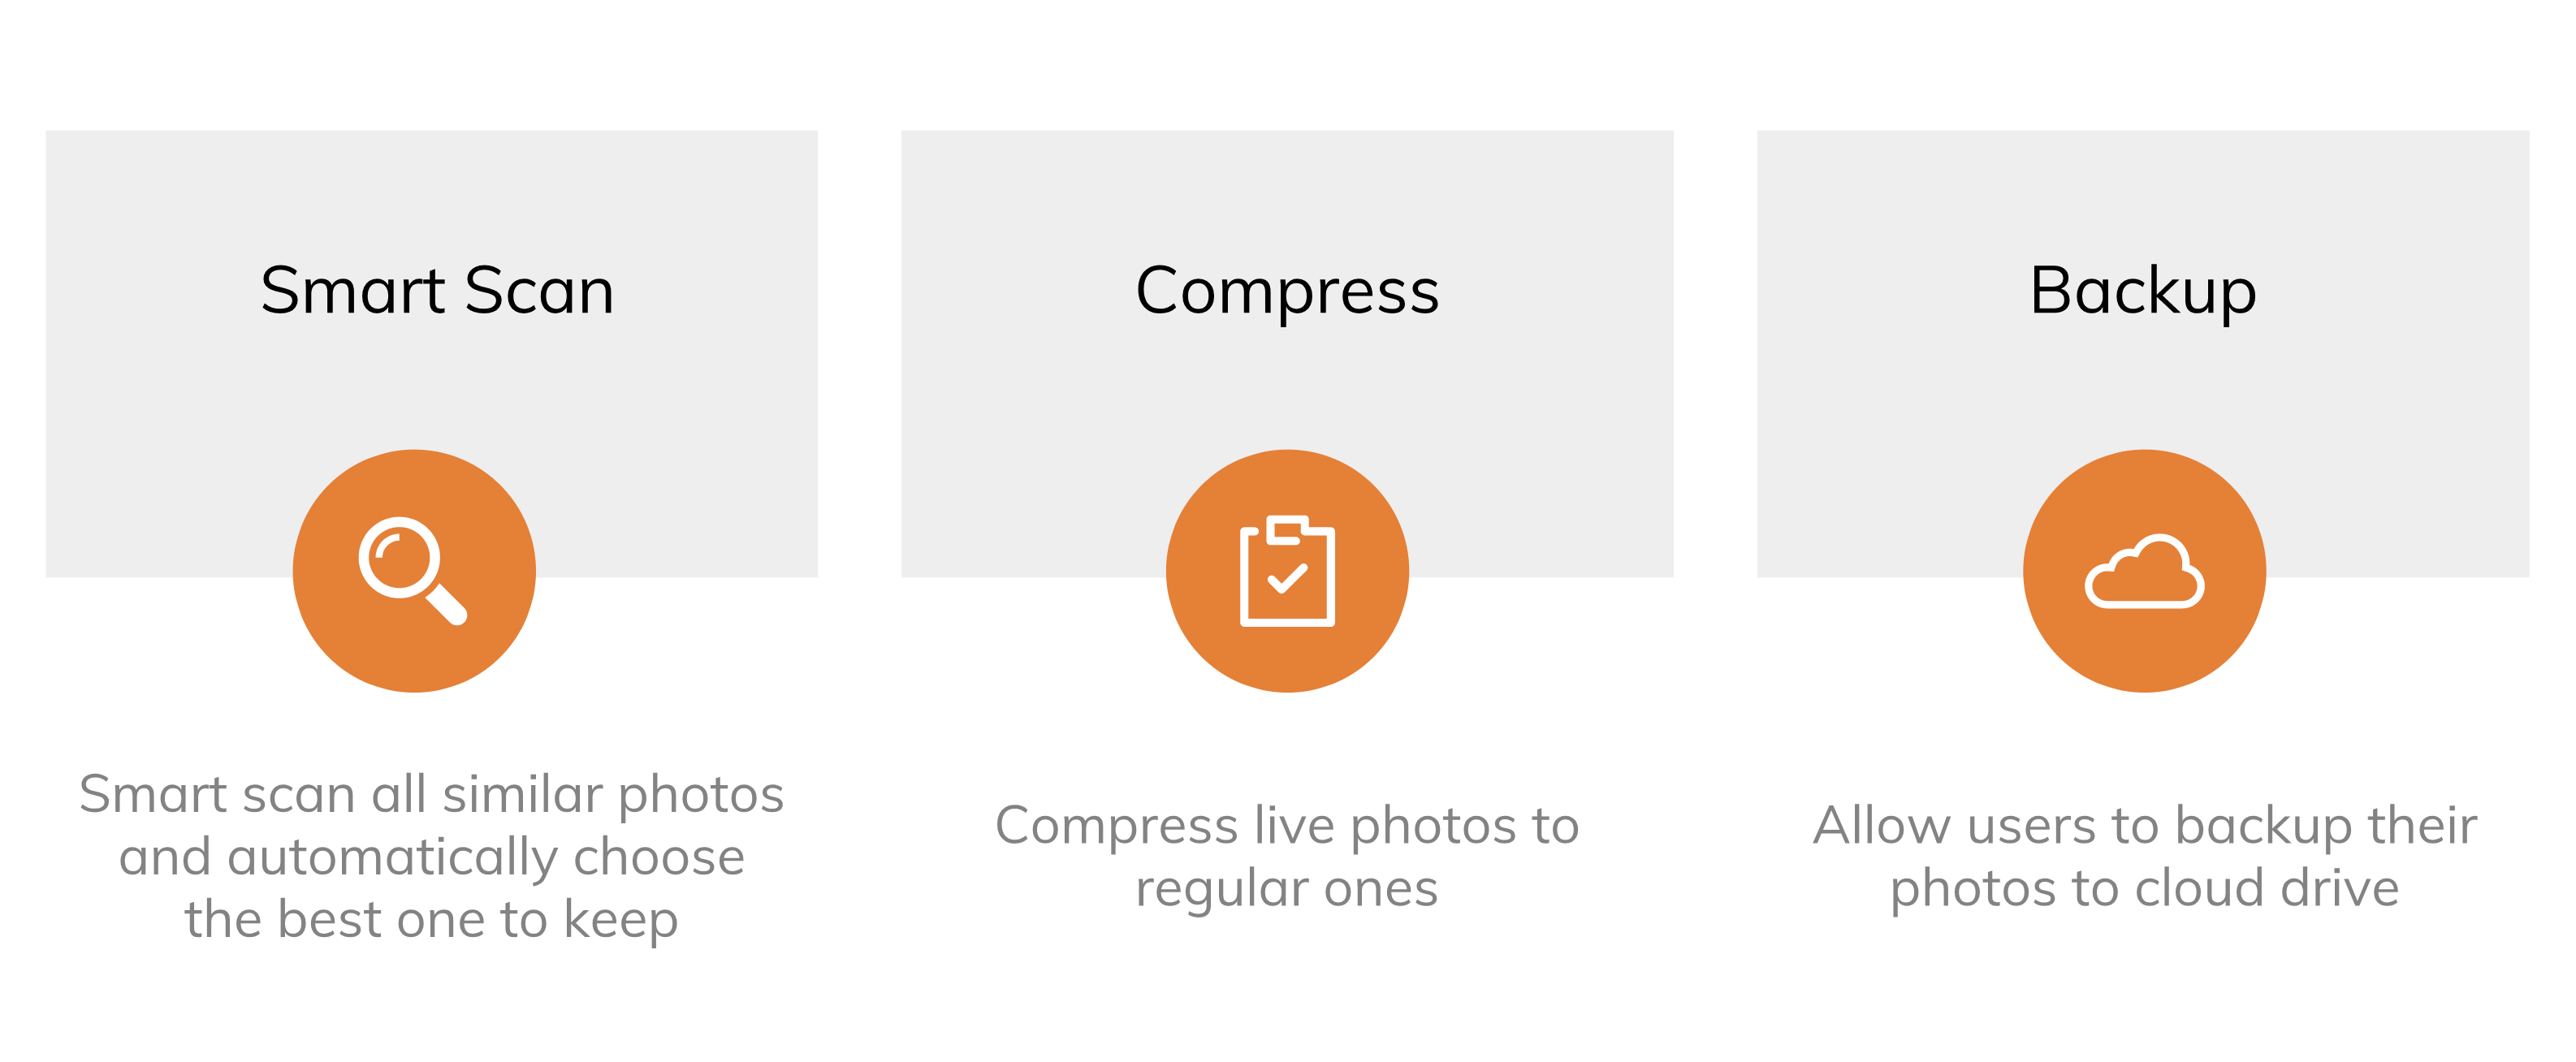 Smart Scan
Smart scan all similar photos
and automatically choose
the best one to keep
Compress
Compress live photos to
regular ones
Backup
Allow users to backup their
photos to cloud drive